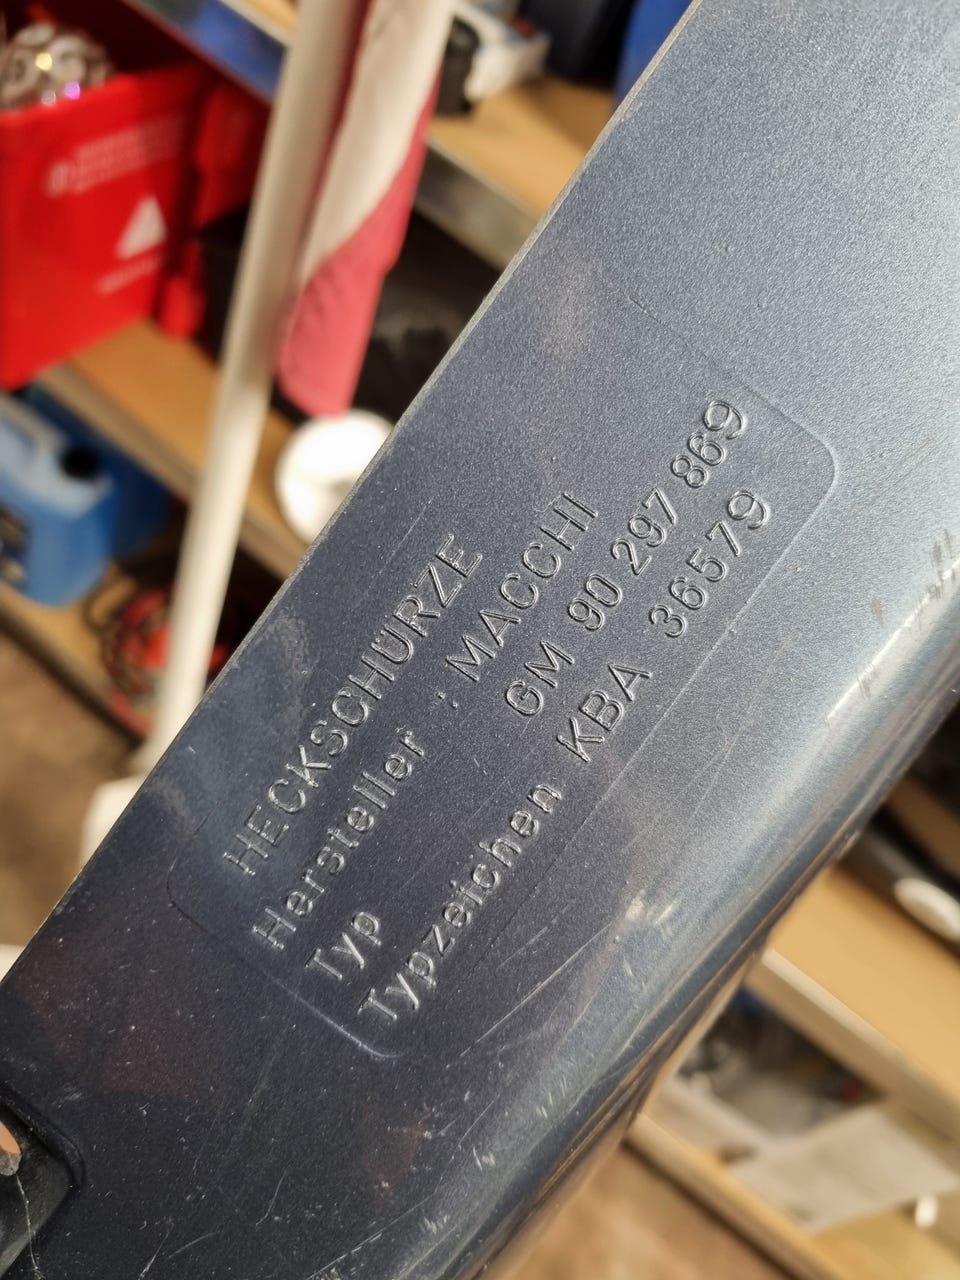 HECKSCHÜRZE
Hersteller : MACCHI
Typ GM 90 297 869
Typzeichen KBA 36579